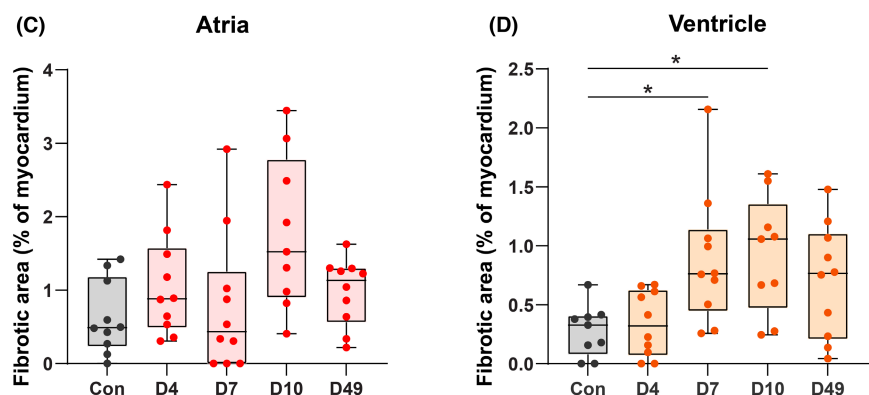 (C)
Atria
Fibrotic area (% of myocardium)
4
3
2
1
0
Con D4 D7 D10 D49
(D)
Ventricle
Fibrotic area (% of myocardium)
2.5
2.0
1.5
1.0
0.5
0.0
*
*
Con D4 D7 D10 D49